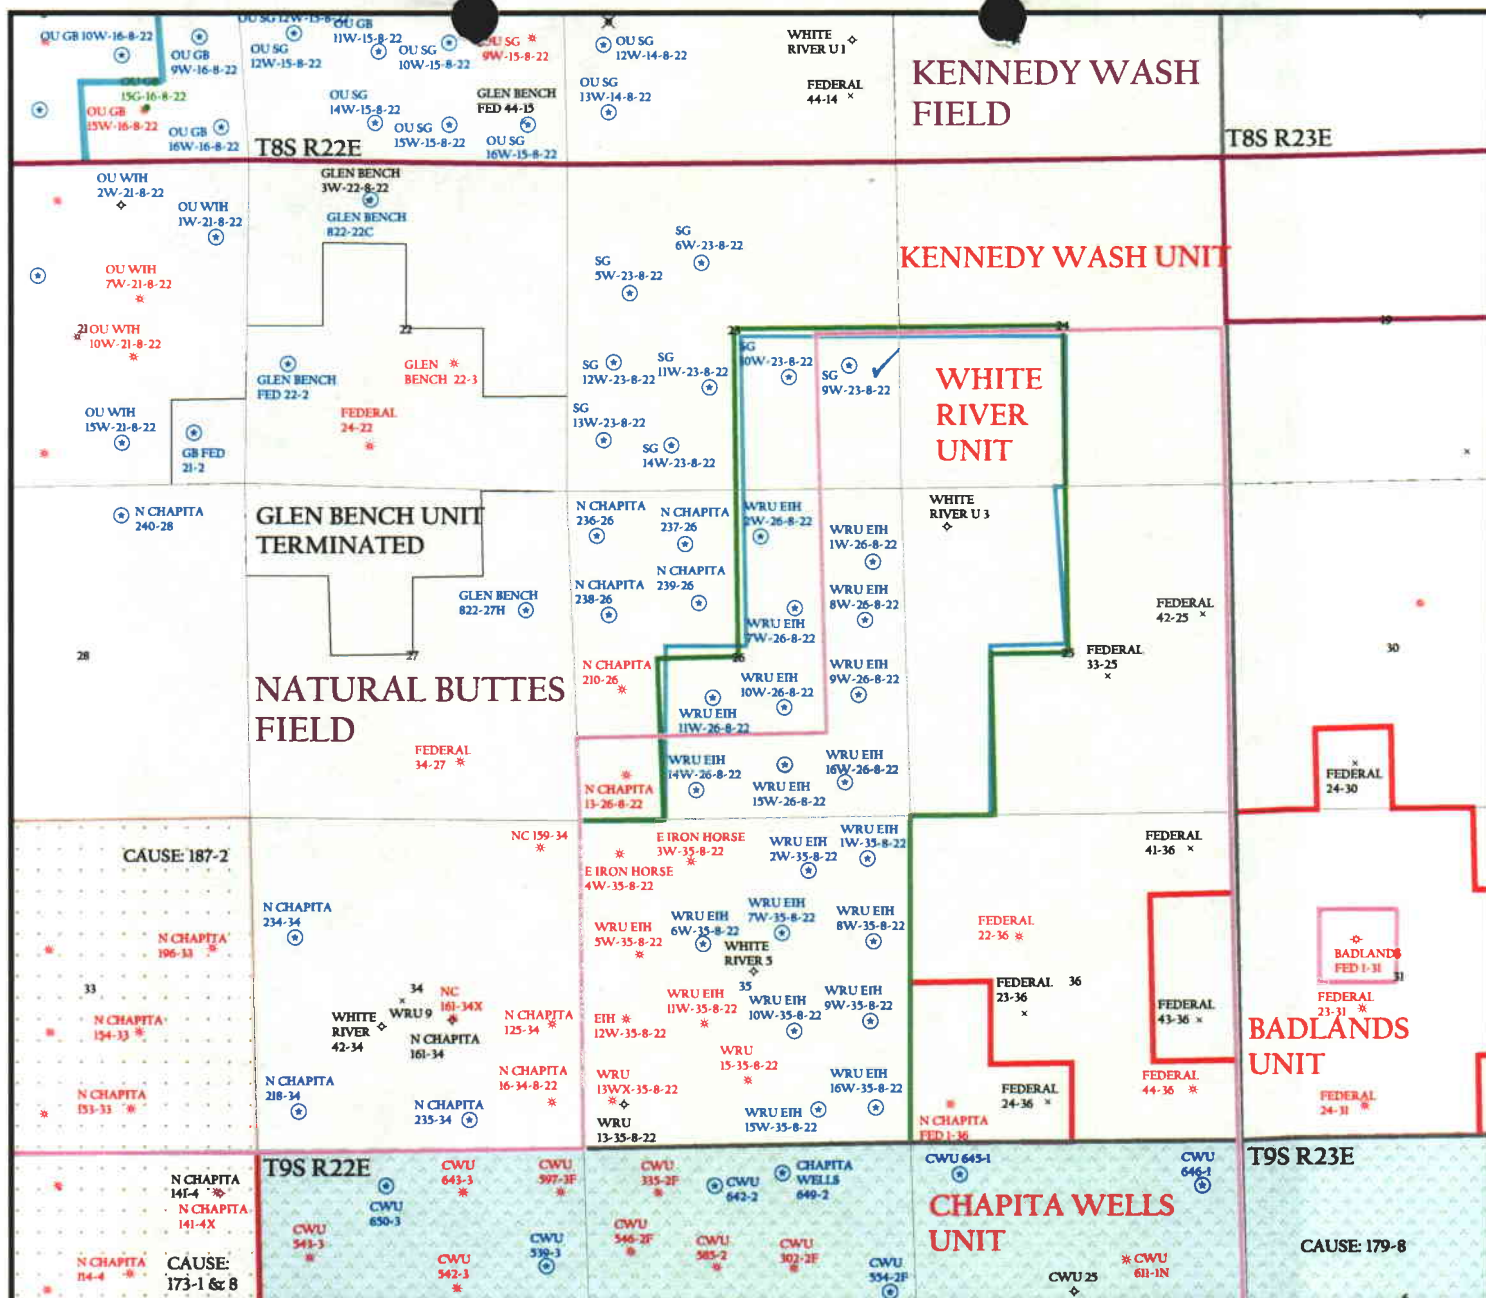 OU GB 10W-16-8-22
OU GB
9W-16-8-22
OU SG 12W-15-8-22
OU SG
12W-15-8-22
OU GB
11W-15-8-22
OU SG
10W-15-8-22
OU SG
9W-15-8-22
OU SG
12W-14-8-22
WHITE
RIVER U 1
KENNEDY WASH
FIELD
OU GB
15G-16-8-22
OU GB
15W-16-8-22
OU GB
16W-16-8-22
T8S R22E
OU SG
14W-15-8-22
OU SG
15W-15-8-22
GLEN BENCH
FED 44-15
OU SG
16W-15-8-22
OU SG
13W-14-8-22
FEDERAL
44-14
T8S R23E
OU WIH
2W-21-8-22
OU WIH
1W-21-8-22
GLEN BENCH
3W-22-8-22
GLEN BENCH
822-22C
SG
6W-23-8-22
SG
5W-23-8-22
KENNEDY WASH UNIT
OU WIH
7W-21-8-22
21
OU WIH
10W-21-8-22
22
23
24
19
GLEN BENCH
FED 22-2
GLEN
BENCH 22-3
SG
12W-23-8-22
SG
11W-23-8-22
SG
10W-23-8-22
SG
9W-23-8-22
WHITE
RIVER
UNIT
OU WIH
15W-21-8-22
GB FED
21-2
FEDERAL
24-22
SG
13W-23-8-22
SG
14W-23-8-22
N CHAPITA
240-28
GLEN BENCH UNIT
TERMINATED
N CHAPITA
236-26
N CHAPITA
237-26
WRU EIH
2W-26-8-22
WRU EIH
1W-26-8-22
WHITE
RIVER U 3
GLEN BENCH
822-27H
N CHAPITA
238-26
N CHAPITA
239-26
WRU EIH
7W-26-8-22
WRU EIH
8W-26-8-22
FEDERAL
42-25
28
27
26
25
30
FEDERAL
33-25
NATURAL BUTTES
FIELD
N CHAPITA
210-26
WRU EIH
11W-26-8-22
WRU EIH
10W-26-8-22
WRU EIH
9W-26-8-22
FEDERAL
34-27
N CHAPITA
13-26-8-22
WRU EIH
14W-26-8-22
WRU EIH
15W-26-8-22
WRU EIH
16W-26-8-22
FEDERAL
24-30
CAUSE: 187-2
NC 159-34
E IRON HORSE
3W-35-8-22
E IRON HORSE
4W-35-8-22
WRU EIH
2W-35-8-22
WRU EIH
1W-35-8-22
FEDERAL
41-36
N CHAPITA
234-34
N CHAPITA
196-33
WRU EIH
5W-35-8-22
WRU EIH
6W-35-8-22
WRU EIH
7W-35-8-22
WRU EIH
8W-35-8-22
WHITE
RIVER 5
FEDERAL
22-36
BADLANDS
FED 1-31
31
33
34
35
36
WRU 9
NC
161-34X
N CHAPITA
161-34
WHITE
RIVER
42-34
N CHAPITA
125-34
N CHAPITA
154-33
EIH
12W-35-8-22
WRU EIH
11W-35-8-22
WRU EIH
10W-35-8-22
WRU EIH
9W-35-8-22
FEDERAL
23-36
FEDERAL
43-36
FEDERAL
23-31
BADLANDS
UNIT
N CHAPITA
153-33
N CHAPITA
218-34
N CHAPITA
235-34
N CHAPITA
16-34-8-22
WRU
13WX-35-8-22
WRU
13-35-8-22
WRU
15-35-8-22
WRU EIH
15W-35-8-22
WRU EIH
16W-35-8-22
N CHAPITA
FED 1-36
FEDERAL
24-36
FEDERAL
44-36
FEDERAL
24-31
T9S R22E
T9S R23E
N CHAPITA
141-4
N CHAPITA
141-4X
N CHAPITA
114-4
CAUSE:
173-1 & 8
CWU
650-3
CWU
643-3
CWU
597-3F
CWU
335-2F
CWU
642-2
CHAPITA
WELLS
649-2
CWU 645-1
CWU
646-1
CHAPITA WELLS
UNIT
CWU
541-3
CWU
542-3
CWU
539-3
CWU
546-2F
CWU
585-2
CWU
302-2F
CWU
554-2F
CWU 25
CWU
611-1N
CAUSE: 179-8